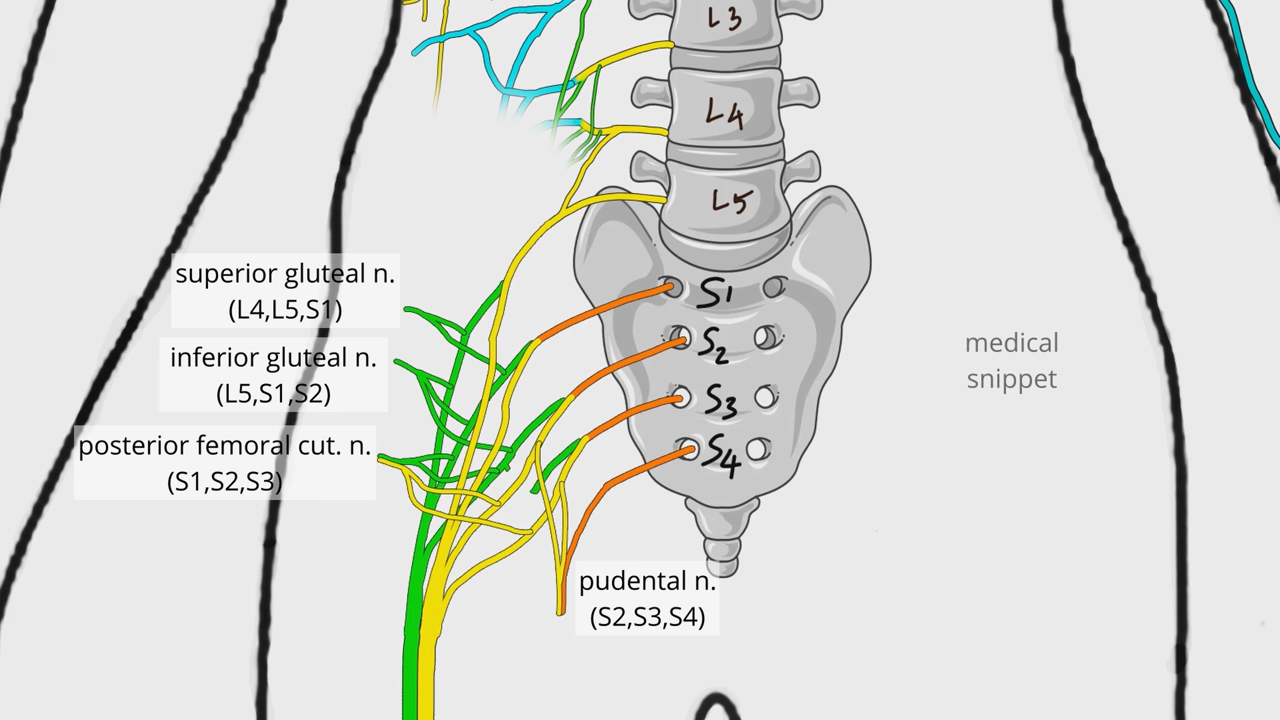 L3
L4
L5
S1
S2
S3
S4
superior gluteal n.
(L4,L5,S1)
inferior gluteal n.
(L5,S1,S2)
posterior femoral cut. n.
(S1,S2,S3)
pudental n.
(S2,S3,S4)
medical
snippet